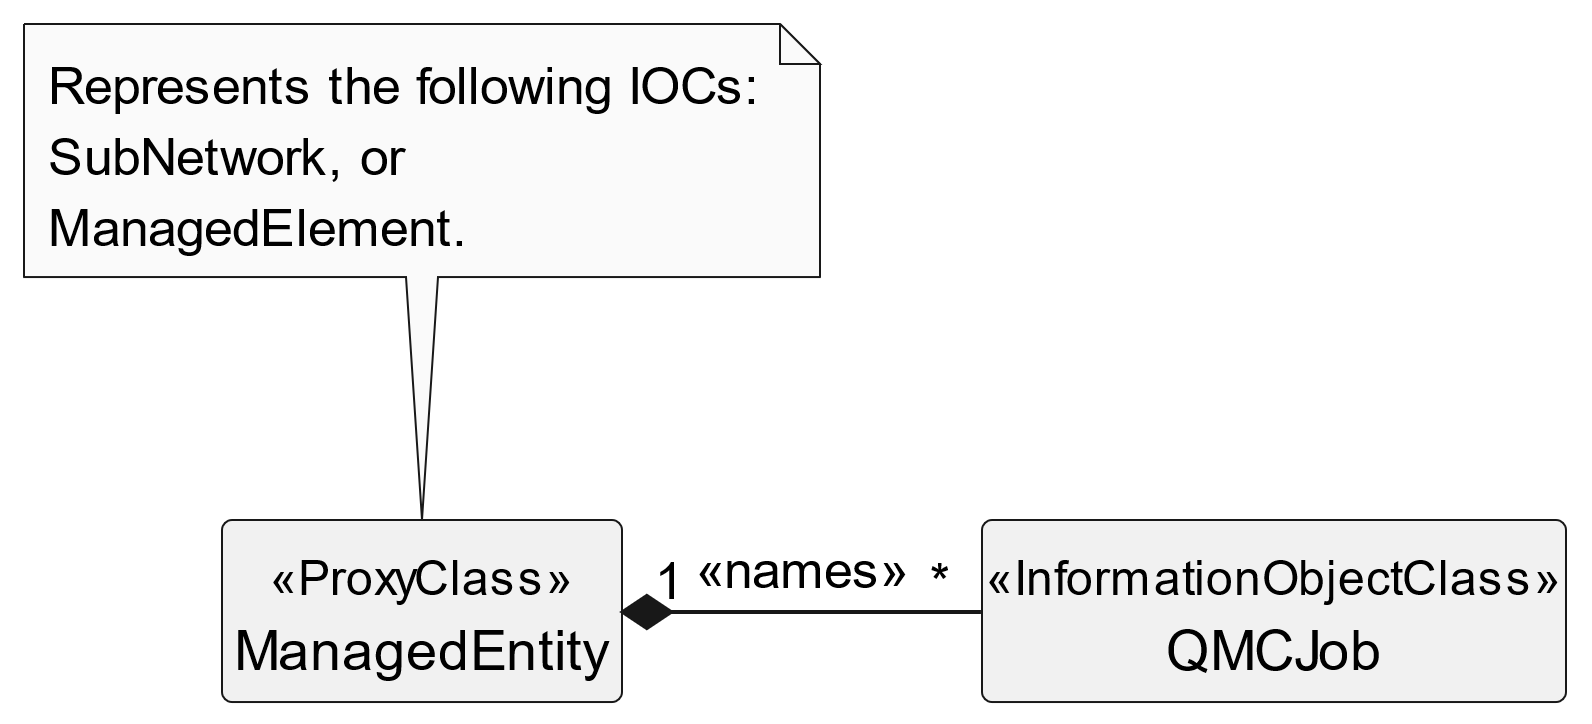 Represents the following IOCs:
SubNetwork, or
ManagedElement.
«ProxyClass»
ManagedEntity
1 «names» *
«InformationObjectClass»
QMCJob